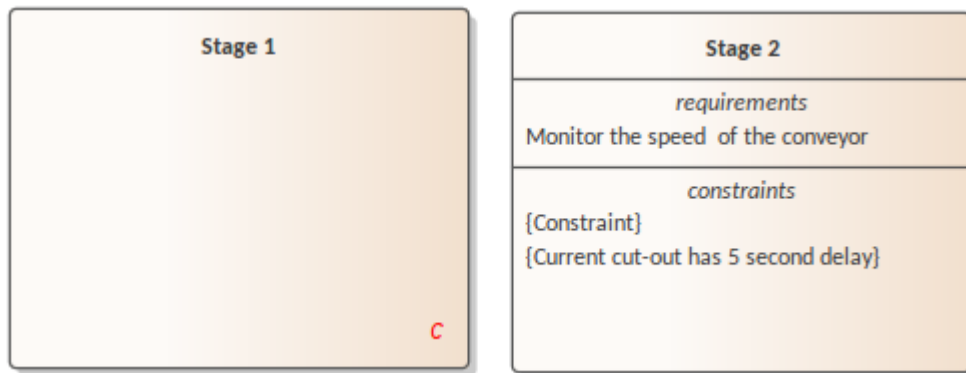 Stage 1
C
Stage 2
requirements
Monitor the speed  of the conveyor
constraints
{Constraint}
{Current cut-out has 5 second delay}